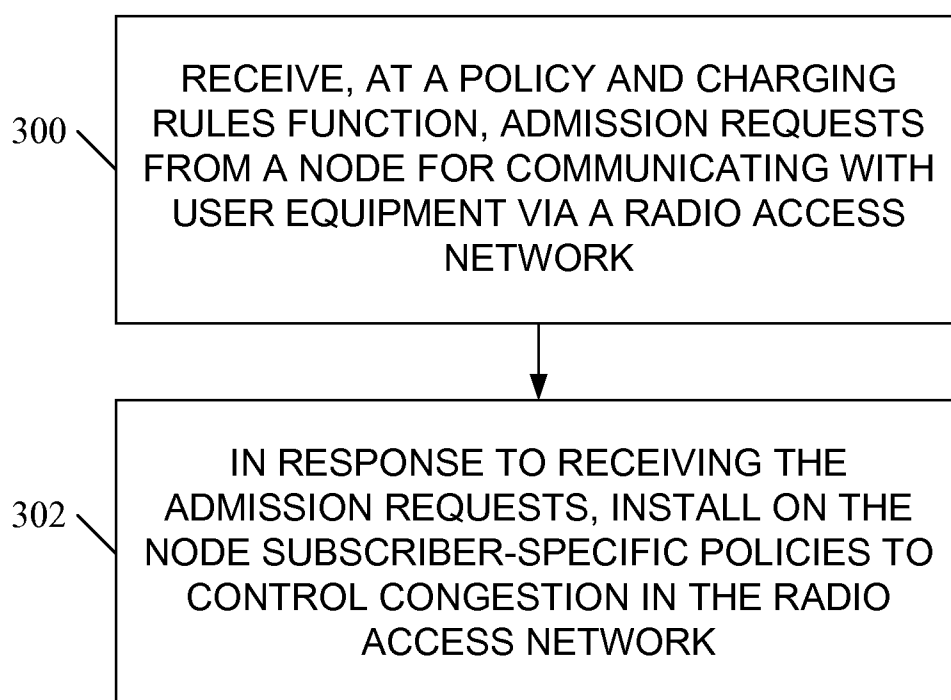 300
RECEIVE, AT A POLICY AND CHARGING
RULES FUNCTION, ADMISSION REQUESTS
FROM A NODE FOR COMMUNICATING WITH
USER EQUIPMENT VIA A RADIO ACCESS
NETWORK
302
IN RESPONSE TO RECEIVING THE
ADMISSION REQUESTS, INSTALL ON THE
NODE SUBSCRIBER-SPECIFIC POLICIES TO
CONTROL CONGESTION IN THE RADIO
ACCESS NETWORK